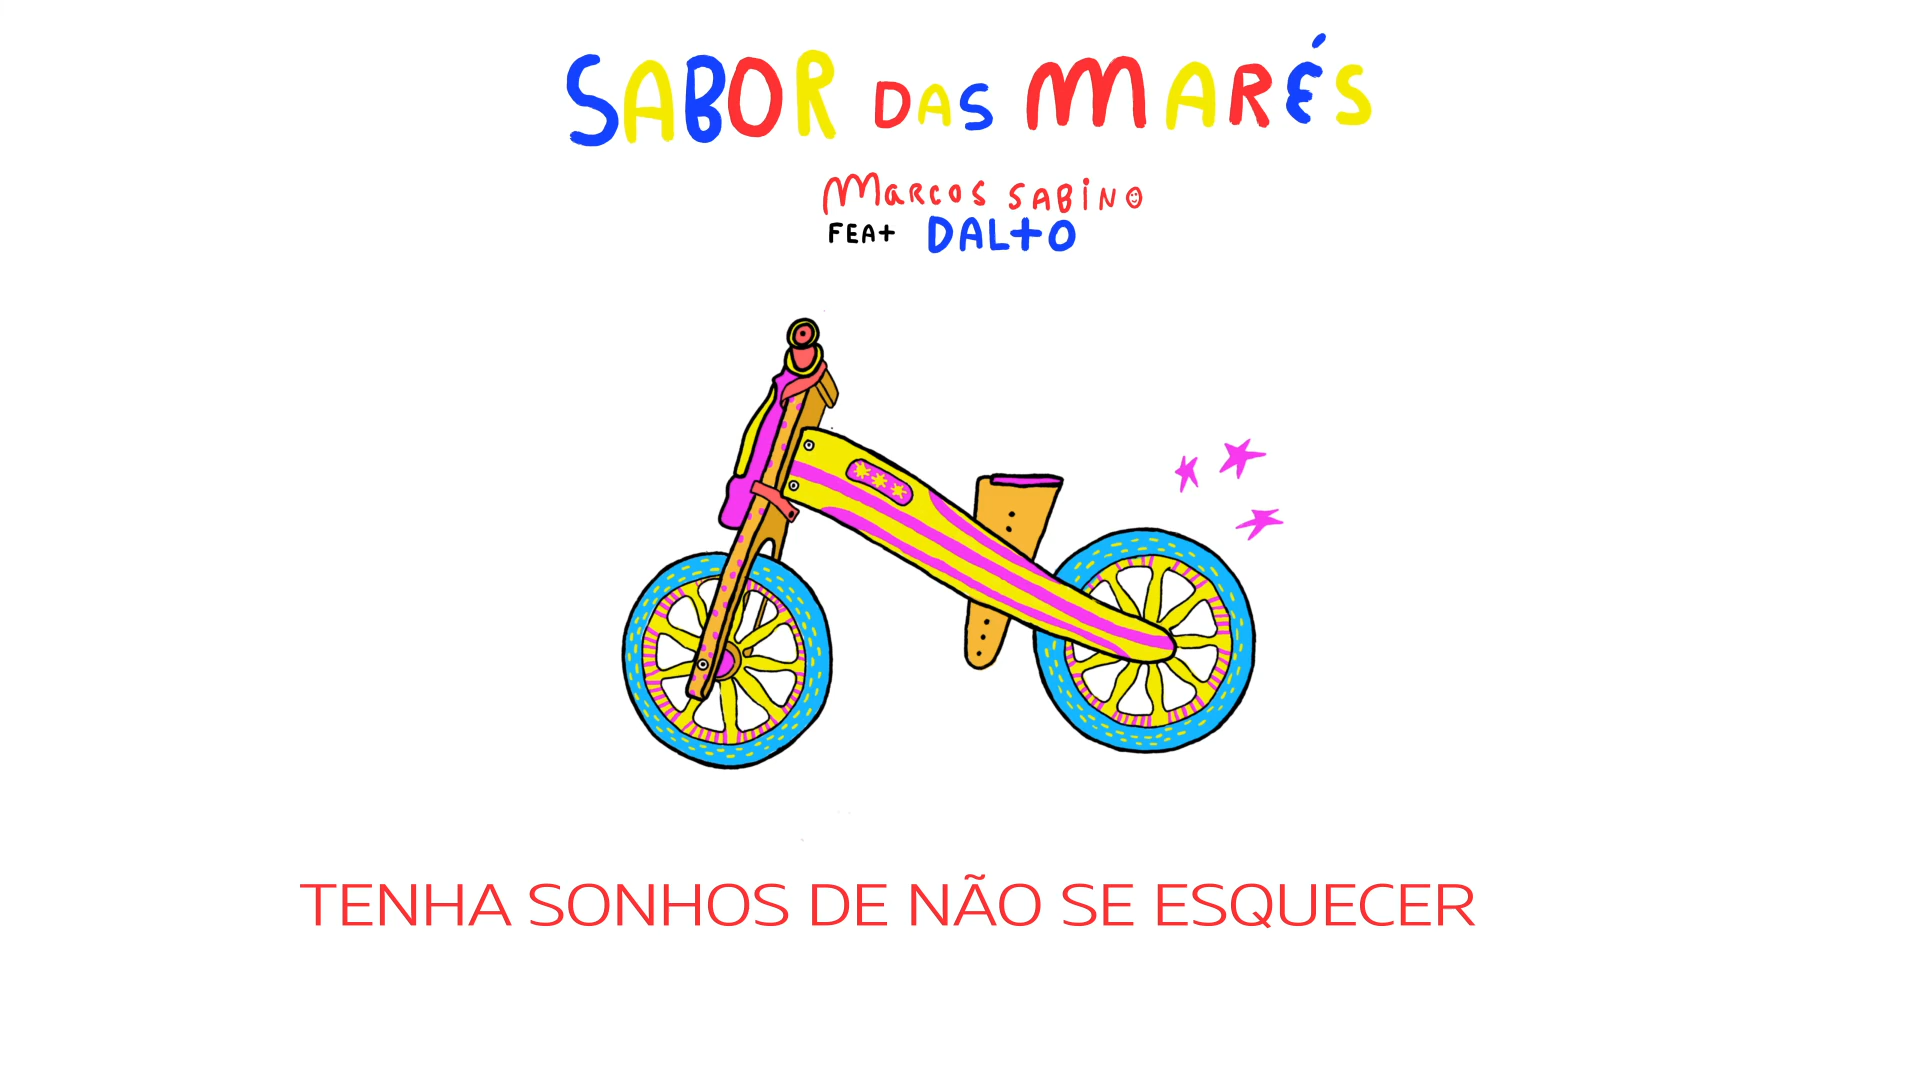 SABOR DAS MARÉS
MARCOS SABINO
FEAT DALTO
TENHA SONHOS DE NÃO SE ESQUECER